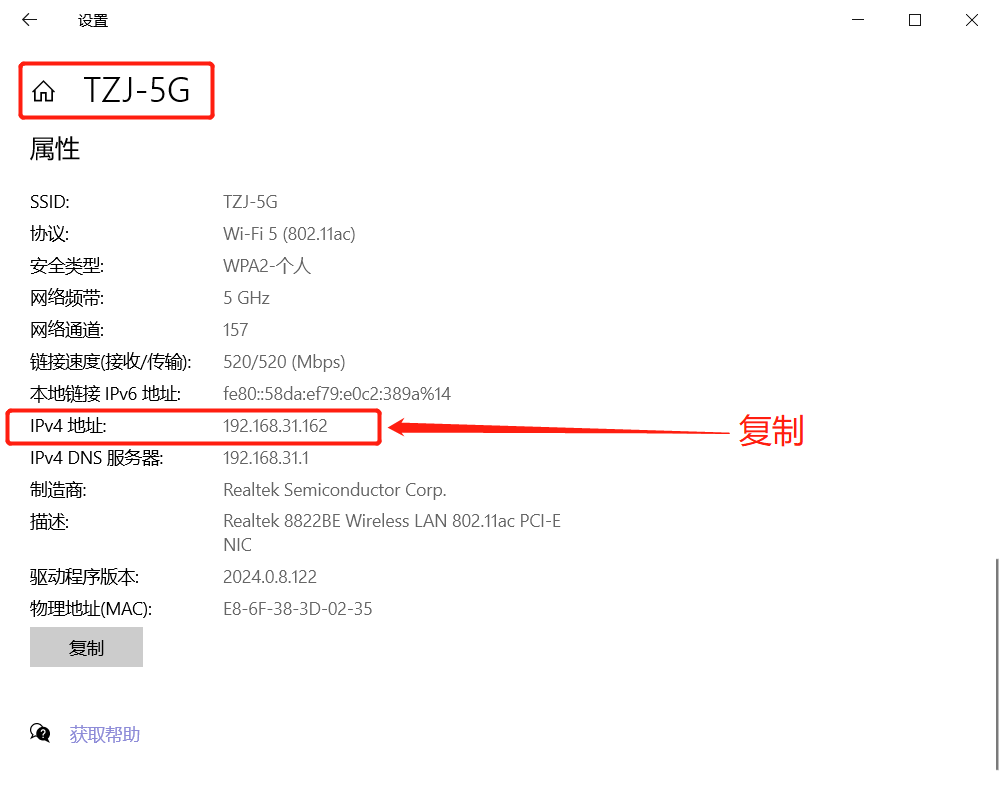 设置
TZJ-5G
属性
SSID: TZJ-5G
协议: Wi-Fi 5 (802.11ac)
安全类型: WPA2-个人
网络频带: 5 GHz
网络通道: 157
链接速度(接收/传输): 520/520 (Mbps)
本地链接 IPv6 地址: fe80::58da:ef79:e0c2:389a%14
IPv4 地址: 192.168.31.162 复制
IPv4 DNS 服务器: 192.168.31.1
制造商: Realtek Semiconductor Corp.
描述: Realtek 8822BE Wireless LAN 802.11ac PCI-E
NIC
驱动程序版本: 2024.0.8.122
物理地址(MAC): E8-6F-38-3D-02-35
复制
获取帮助